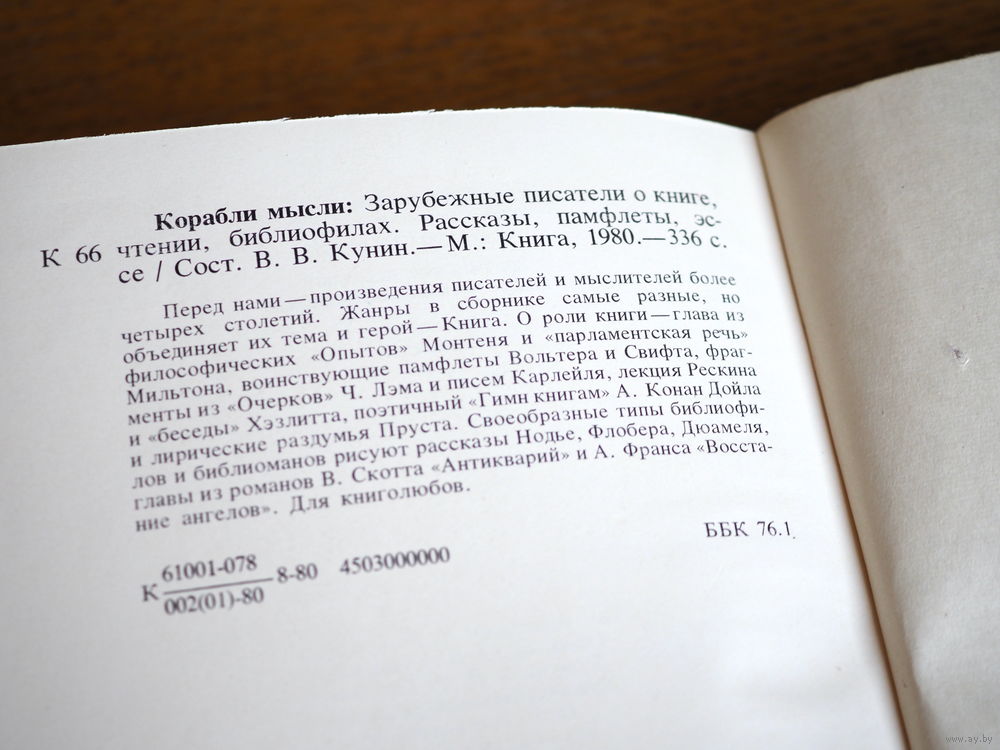 Корабли мысли: Зарубежные писатели о книге,
К 66 чтении, библиофилах. Рассказы, памфлеты, эс-
се / Сост. В. В. Кунин.—М.: Книга, 1980.—336 с.
Перед нами—произведения писателей и мыслителей более
четырех столетий. Жанры в сборнике самые разные, но
объединяет их тема и герой—Книга. О роли книги—глава из
философических «Опытов» Монтеня и «парламентская речь»
Мильтона, воинствующие памфлеты Вольтера и Свифта, фраг-
менты из «Очерков» Ч. Лэма и писем Карлейля, лекция Рескина
и «беседы» Хэзлитта, поэтичный «Гимн книгам» А. Конан Дойла
и лирические раздумья Пруста. Своеобразные типы библиофи-
лов и библиоманов рисуют рассказы Нодье, Флобера, Дюамеля,
главы из романов В. Скотта «Антикварий» и А. Франса «Восста-
ние ангелов». Для книголюбов.
К 61001-078
002(01)-80 8-80 4503000000
ББК 76.1
www.ay.by